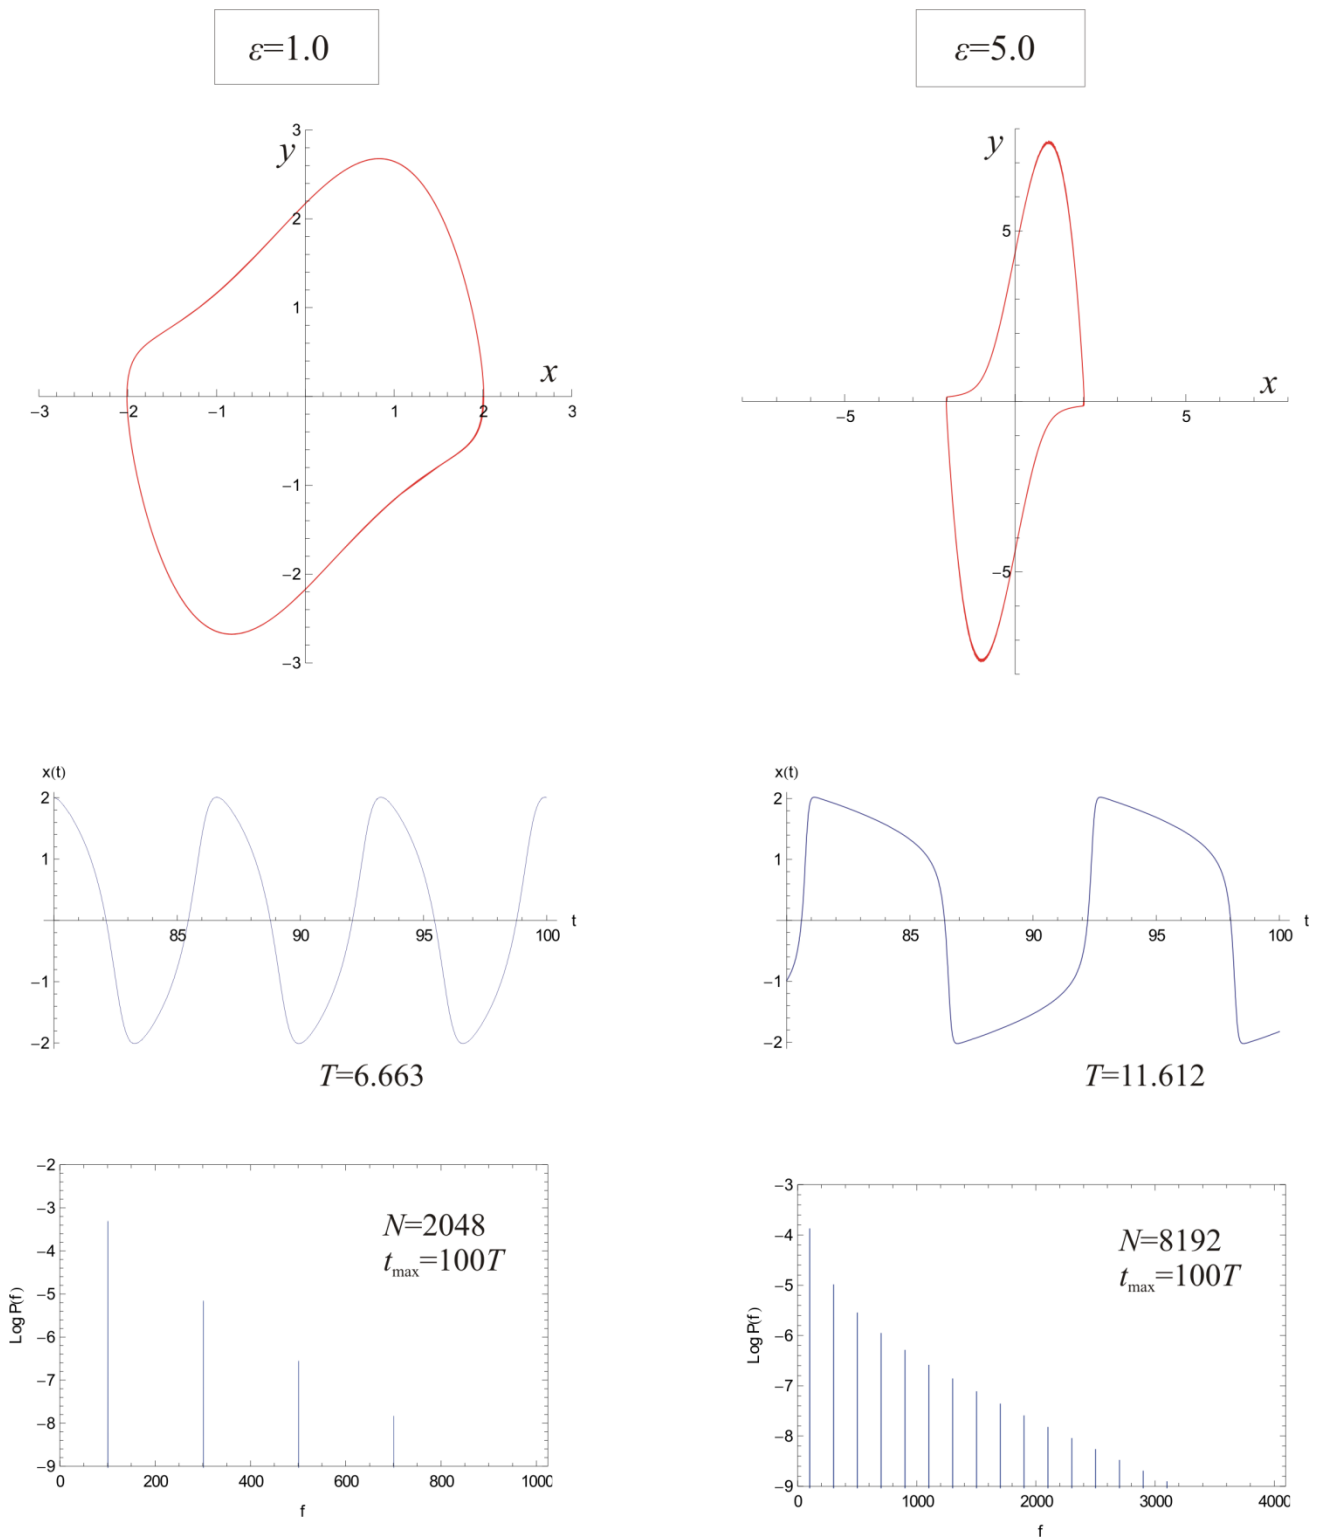 ε=1.0
ε=5.0
y
3
2
1
x
−3
−2
−1
1
2
3
−1
−2
−3
y
5
x
−5
5
−5
x(t)
2
1
t
85
90
95
100
−1
−2
T=6.663
x(t)
2
1
t
85
90
95
100
−1
−2
T=11.612
−2
−3
−4
−5
−6
−7
−8
−9
Log P(f)
N=2048
tmax=100T
0
200
400
600
800
1000
f
−3
−4
−5
−6
−7
−8
−9
Log P(f)
N=8192
tmax=100T
0
1000
2000
3000
4000
f